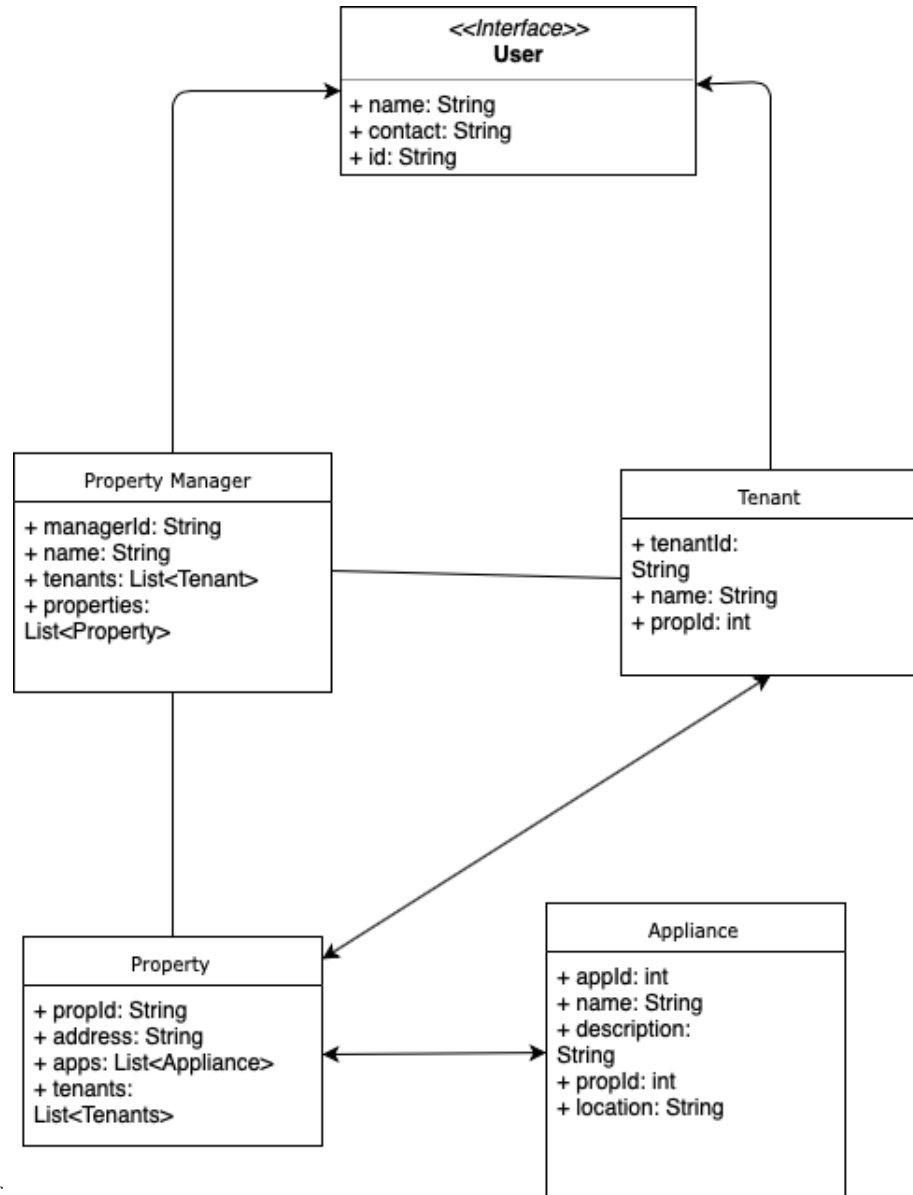 <<Interface>>
User
+ name: String
+ contact: String
+ id: String
Property Manager
+ managerId: String
+ name: String
+ tenants: List<Tenant>
+ properties:
List<Property>
Tenant
+ tenantId:
String
+ name: String
+ propId: int
Property
+ propId: String
+ address: String
+ apps: List<Appliance>
+ tenants:
List<Tenants>
Appliance
+ appId: int
+ name: String
+ description:
String
+ propId: int
+ location: String